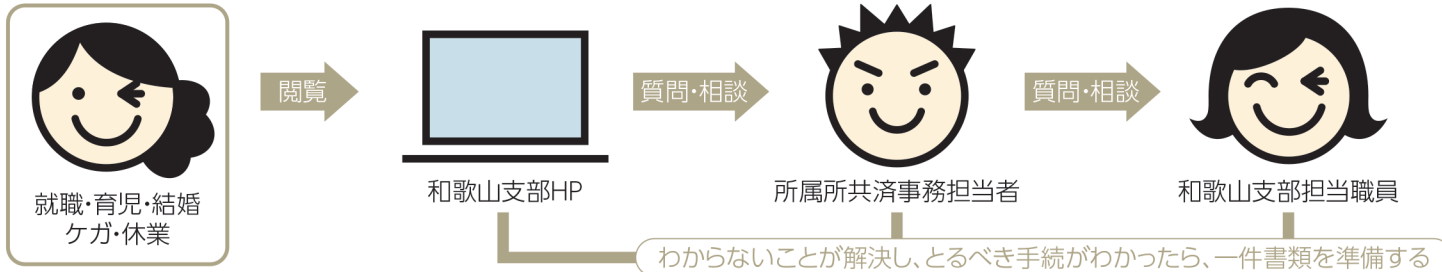 閲覧
質問・相談
質問・相談
就職・育児・結婚
ケガ・休業
和歌山支部HP
所属所共済事務担当者
和歌山支部担当職員
わからないことが解決し、とるべき手続がわかったら、一件書類を準備する